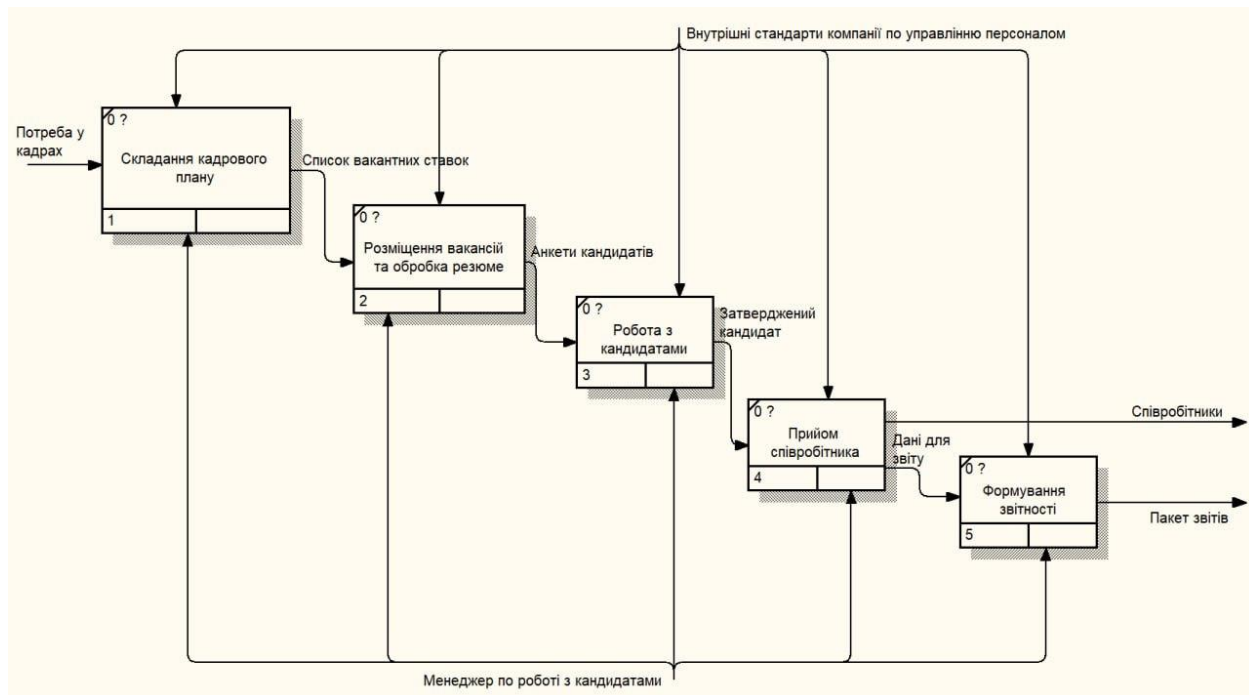 Внутрішні стандарти компанії по управлінню персоналом
Потреба у
кадрах
0 ?
Складання кадрового
плану
1
Список вакантних ставок
0 ?
Розміщення вакансій
та обробка резюме
2
Анкети кандидатів
0 ?
Робота з
кандидатами
3
Затверджений
кандидат
0 ?
Прийом
співробітника
4
Співробітники
Дані для
звіту
0 ?
Формування
звітності
5
Пакет звітів
Менеджер по роботі з кандидатами